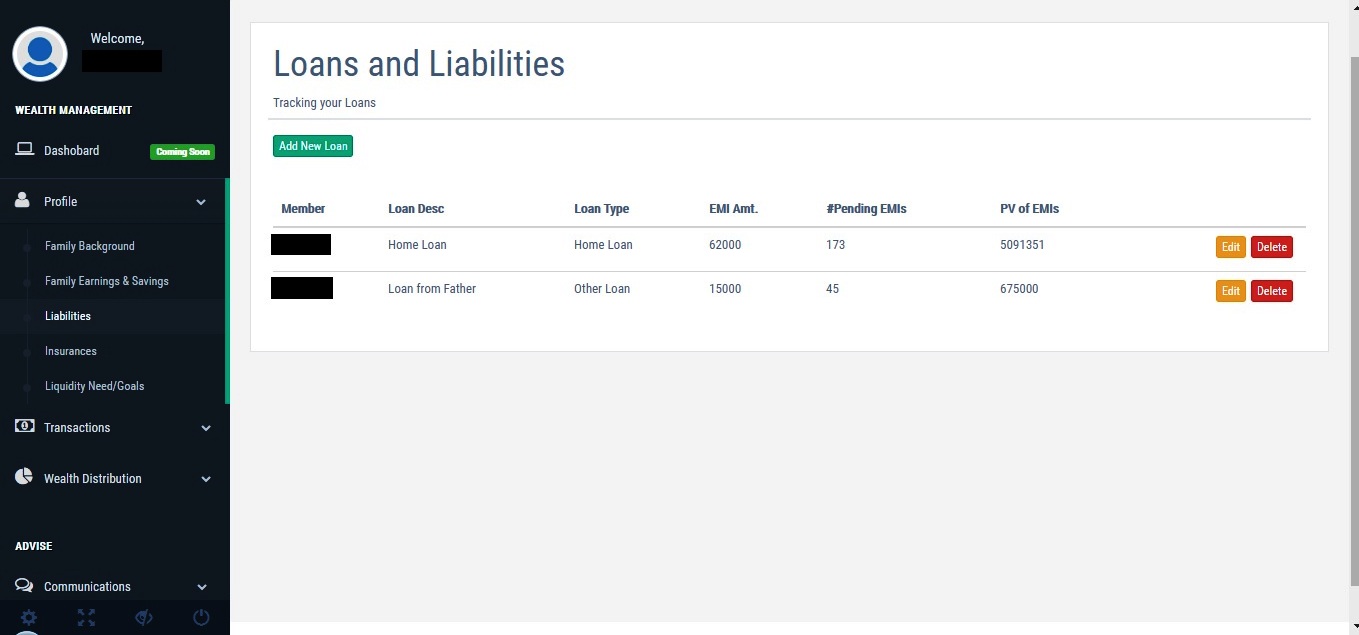 Welcome,
WEALTH MANAGEMENT
Dashobard Coming Soon
Profile
Family Background
Family Earnings & Savings
Liabilities
Insurances
Liquidity Need/Goals
Transactions
Wealth Distribution
ADVISE
Communications
Loans and Liabilities
Tracking your Loans
Add New Loan
Member Loan Desc Loan Type EMI Amt. #Pending EMIs PV of EMIs
Home Loan Home Loan 62000 173 5091351 Edit Delete
Loan from Father Other Loan 15000 45 675000 Edit Delete